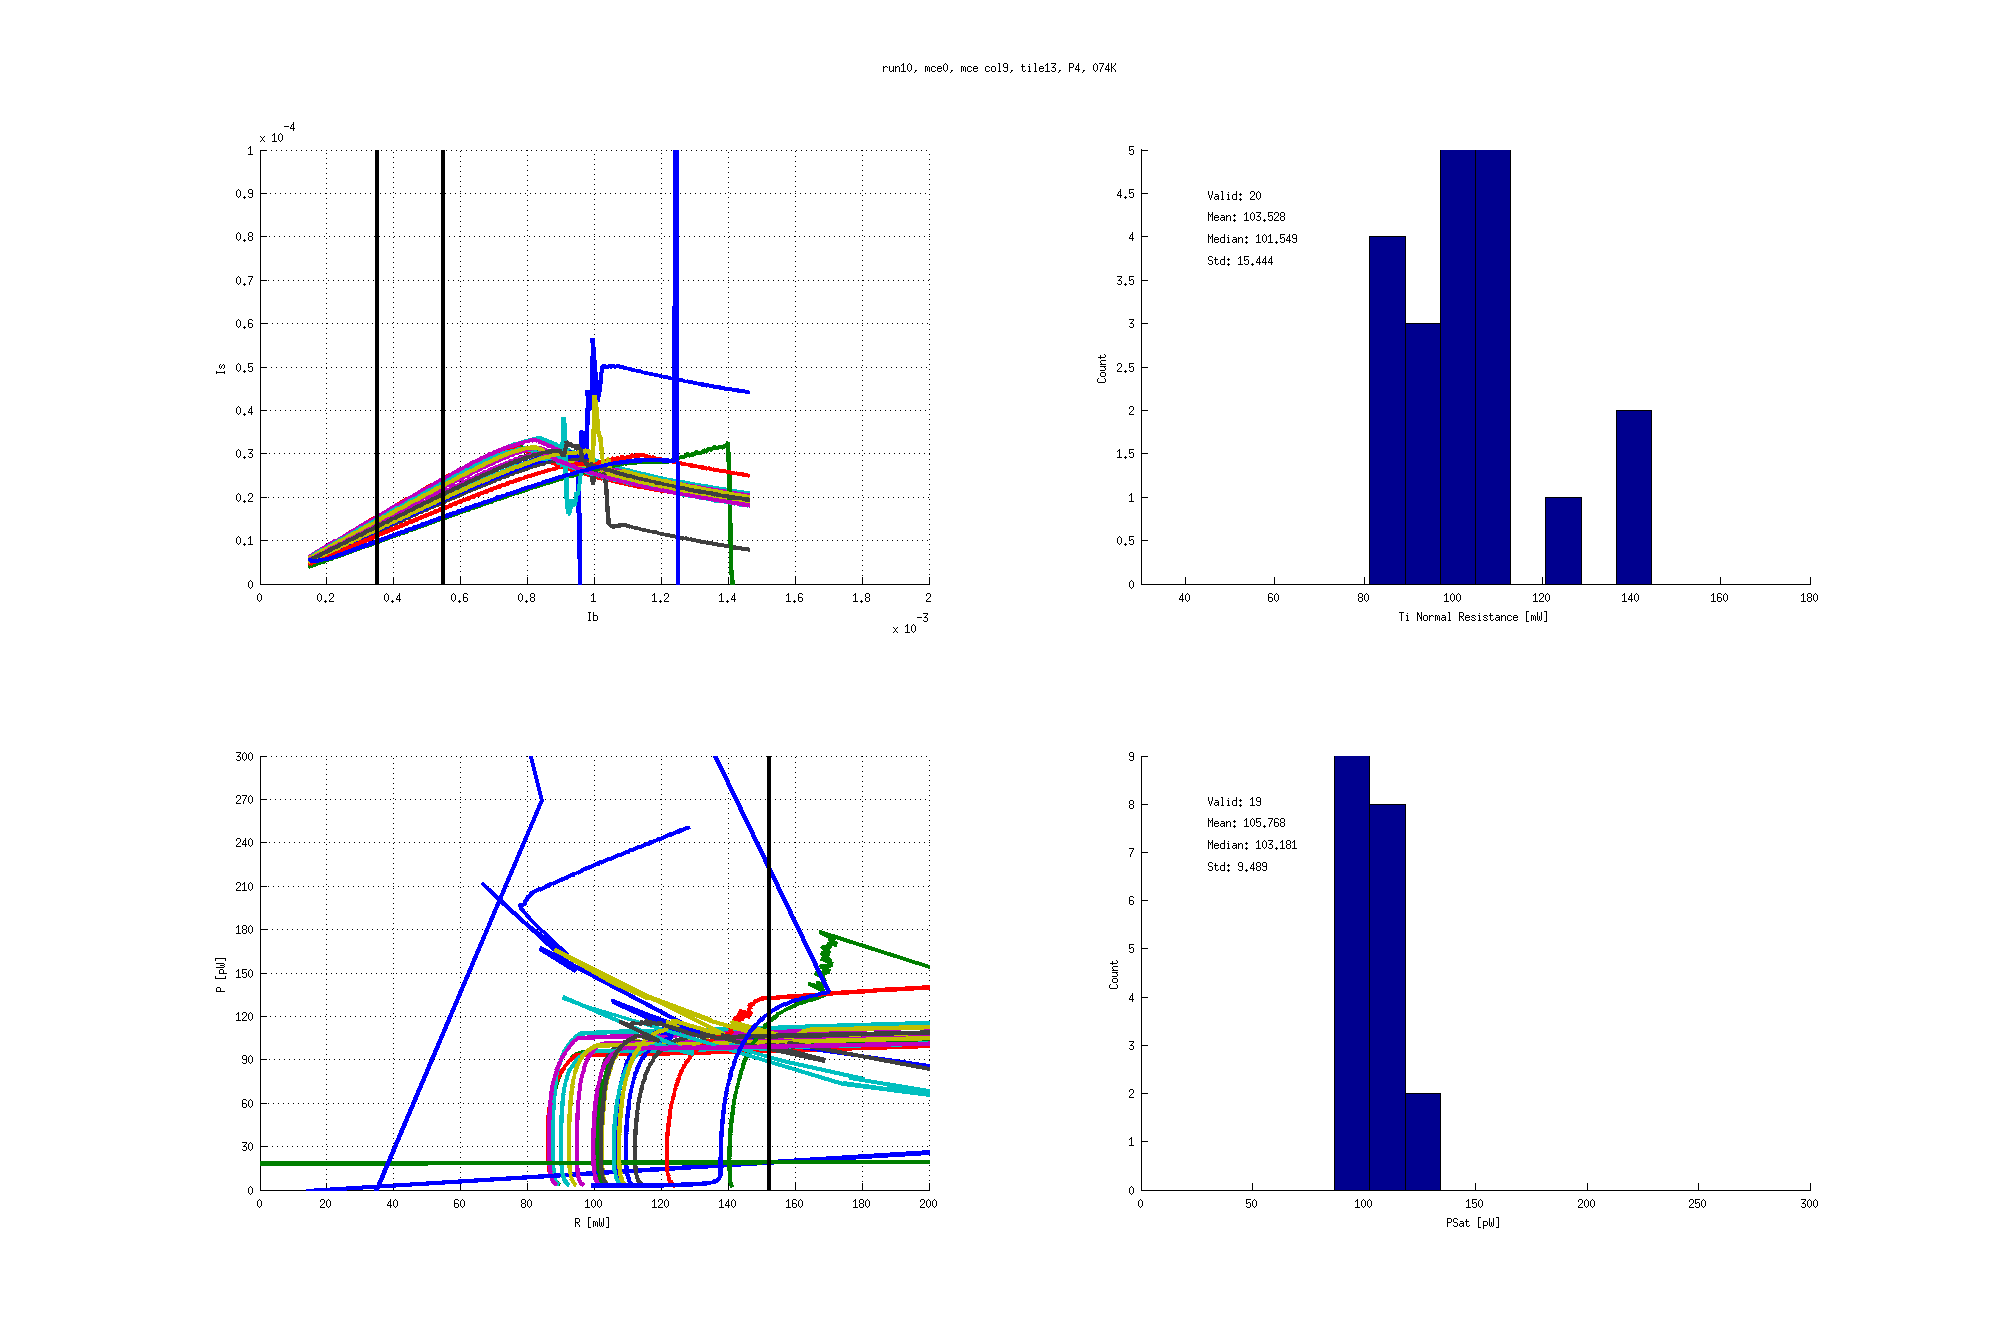 run10, mce0, mce col9, tile13, P4, 074K
x 10^-4
1
0.9
0.8
0.7
0.6
0.5
0.4
0.3
0.2
0.1
0
Is
0 0.2 0.4 0.6 0.8 1 1.2 1.4 1.6 1.8 2
Ib
x 10^-3
5
4.5
4
3.5
3
2.5
2
1.5
1
0.5
0
Count
Valid: 20
Mean: 103.528
Median: 101.549
Std: 15.444
40 60 80 100 120 140 160 180
Ti Normal Resistance [mW]
300
270
240
210
180
150
120
90
60
30
0
P [pW]
0 20 40 60 80 100 120 140 160 180 200
R [mW]
9
8
7
6
5
4
3
2
1
0
Count
Valid: 19
Mean: 105.768
Median: 103.181
Std: 9.489
0 50 100 150 200 250 300
PSat [pW]